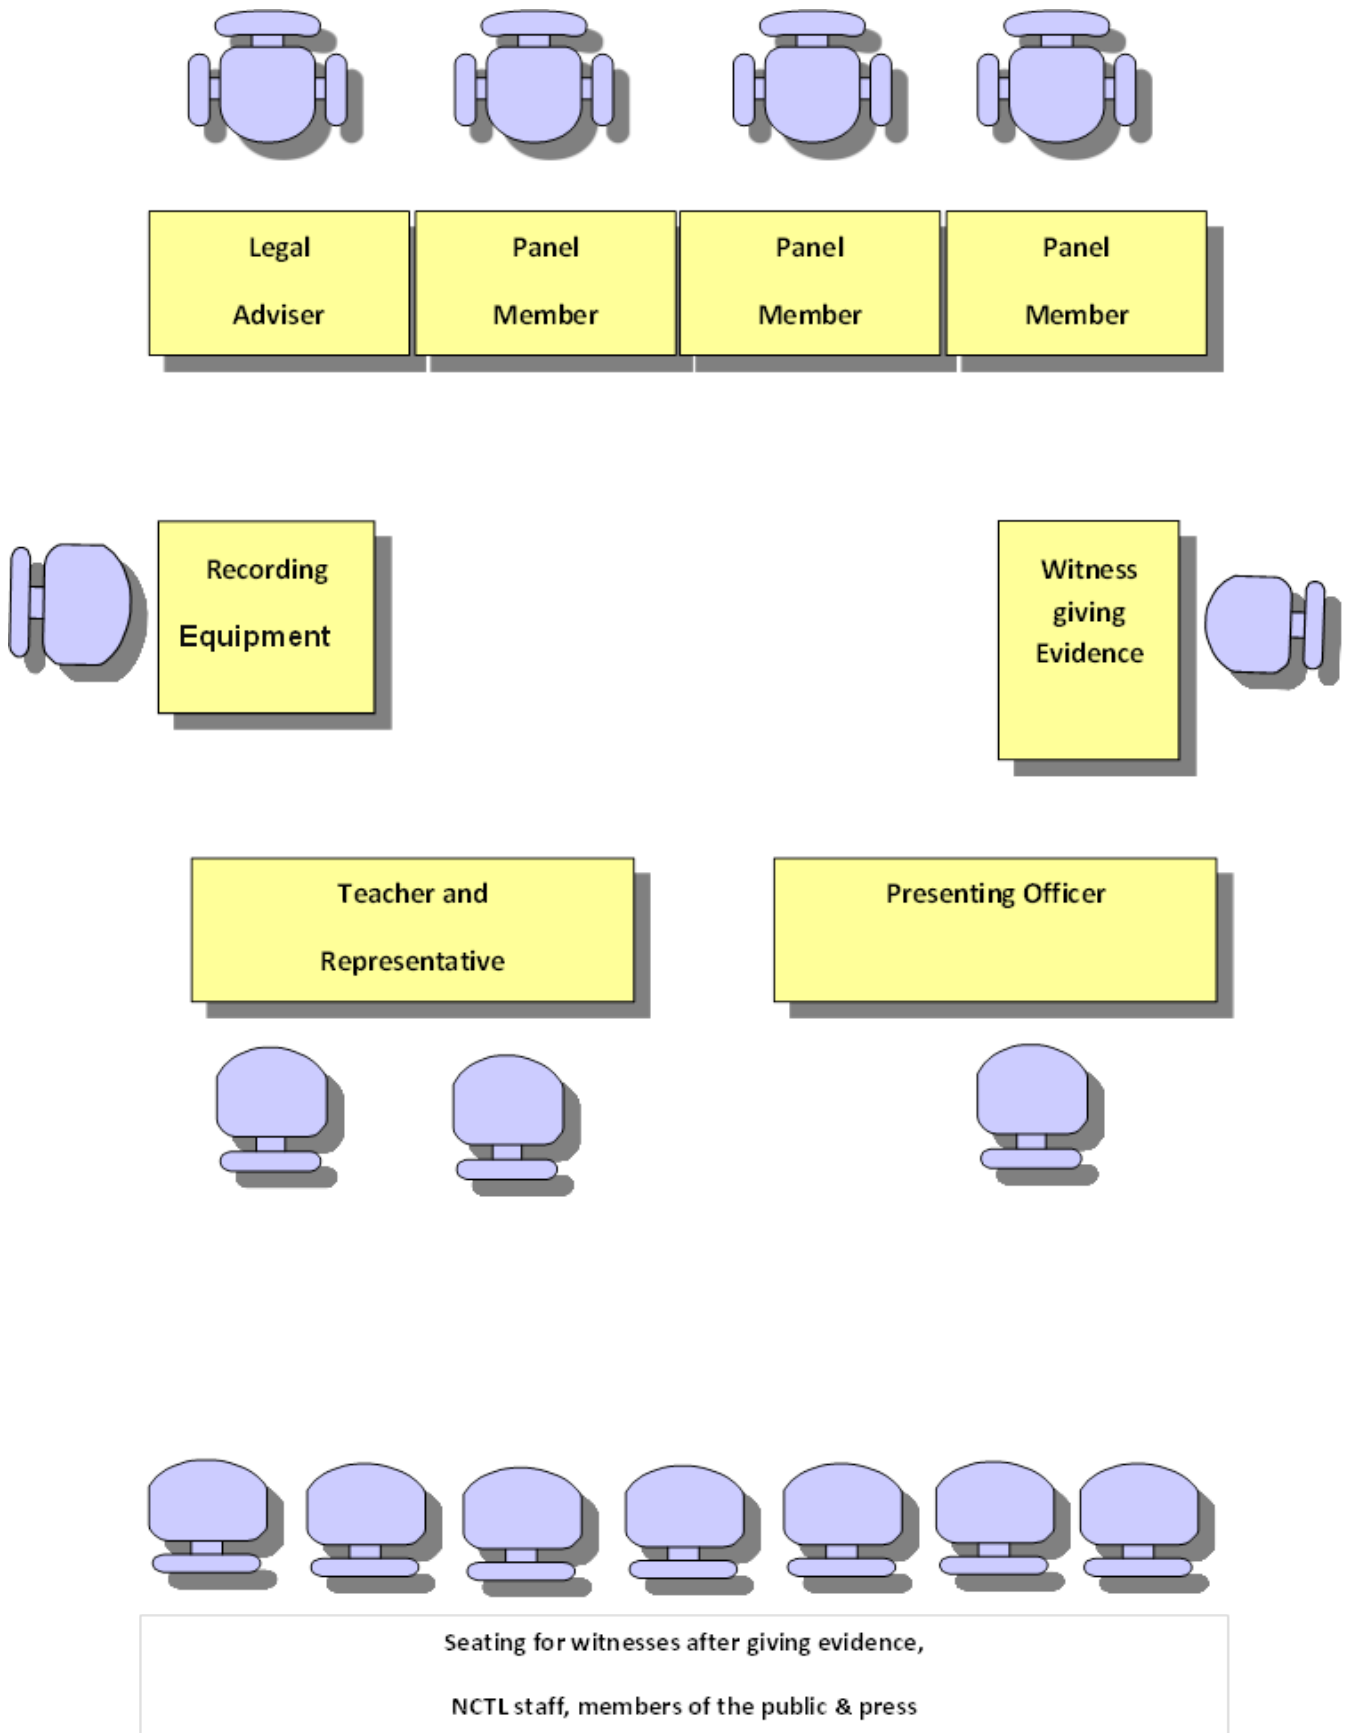 Legal
Adviser
Panel
Member
Panel
Member
Panel
Member
Recording
Equipment
Witness
giving
Evidence
Teacher and
Representative
Presenting Officer
Seating for witnesses after giving evidence,
NCTL staff, members of the public & press